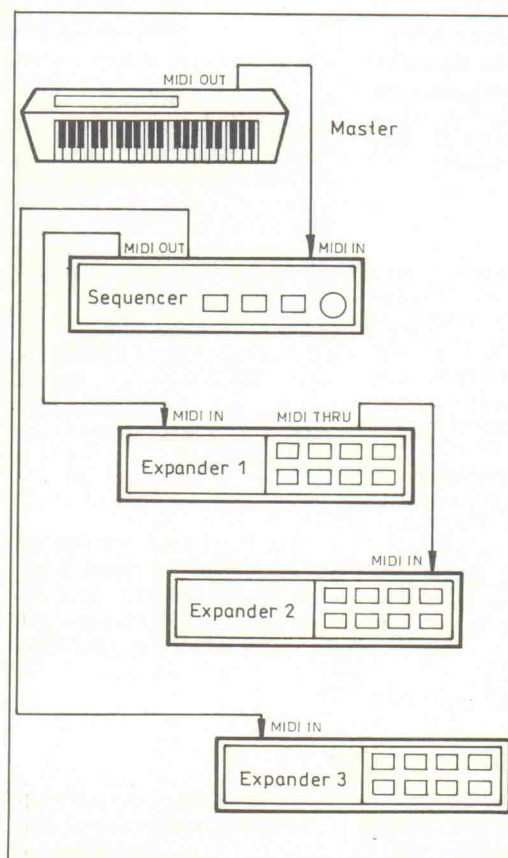 MIDI OUT
Master
MIDI OUT
MIDI IN
Sequencer
MIDI IN
MIDI THRU
Expander 1
MIDI IN
Expander 2
MIDI IN
Expander 3